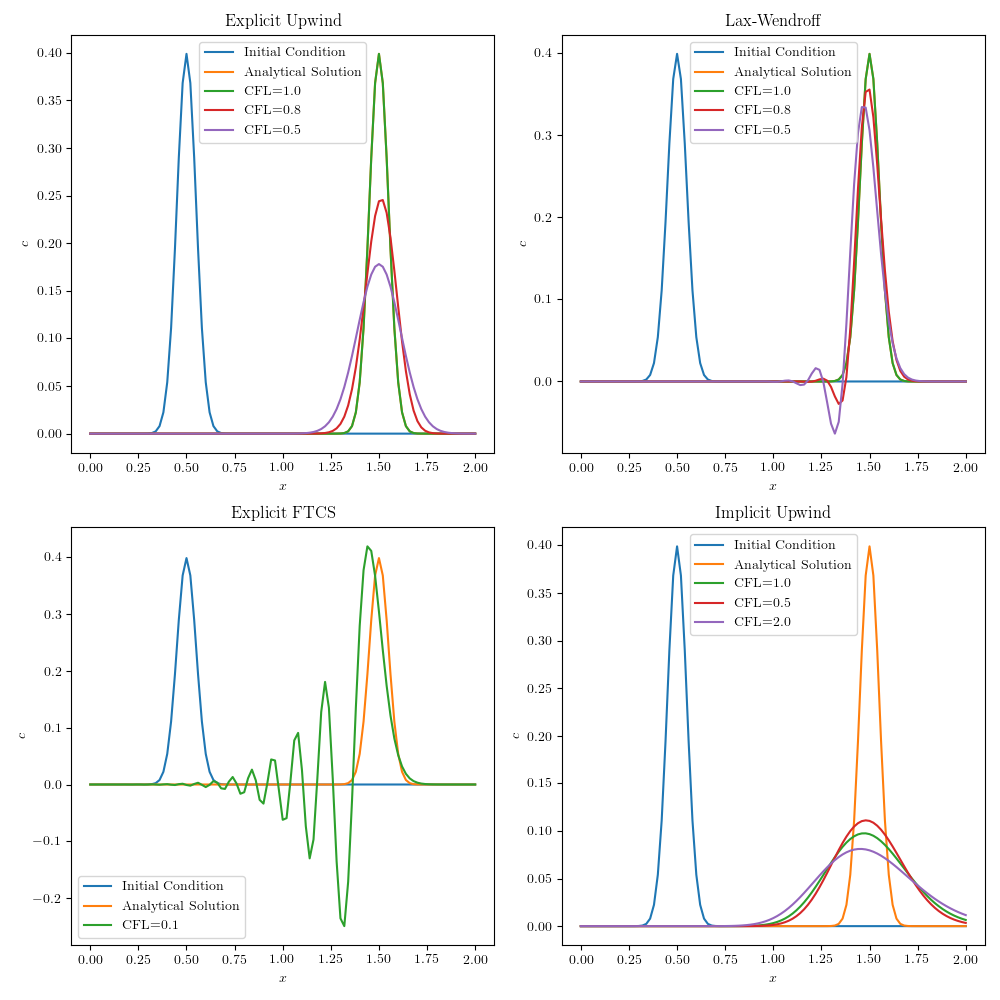 Explicit Upwind
0.40
0.35
0.30
0.25
0.20
0.15
0.10
0.05
0.00
c
Initial Condition
Analytical Solution
CFL=1.0
CFL=0.8
CFL=0.5
0.00 0.25 0.50 0.75 1.00 1.25 1.50 1.75 2.00
x
Lax-Wendroff
0.4
0.3
0.2
0.1
0.0
c
Initial Condition
Analytical Solution
CFL=1.0
CFL=0.8
CFL=0.5
0.00 0.25 0.50 0.75 1.00 1.25 1.50 1.75 2.00
x
Explicit FTCS
0.4
0.3
0.2
0.1
0.0
−0.1
−0.2
c
Initial Condition
Analytical Solution
CFL=0.1
0.00 0.25 0.50 0.75 1.00 1.25 1.50 1.75 2.00
x
Implicit Upwind
0.40
0.35
0.30
0.25
0.20
0.15
0.10
0.05
0.00
c
Initial Condition
Analytical Solution
CFL=1.0
CFL=0.5
CFL=2.0
0.00 0.25 0.50 0.75 1.00 1.25 1.50 1.75 2.00
x